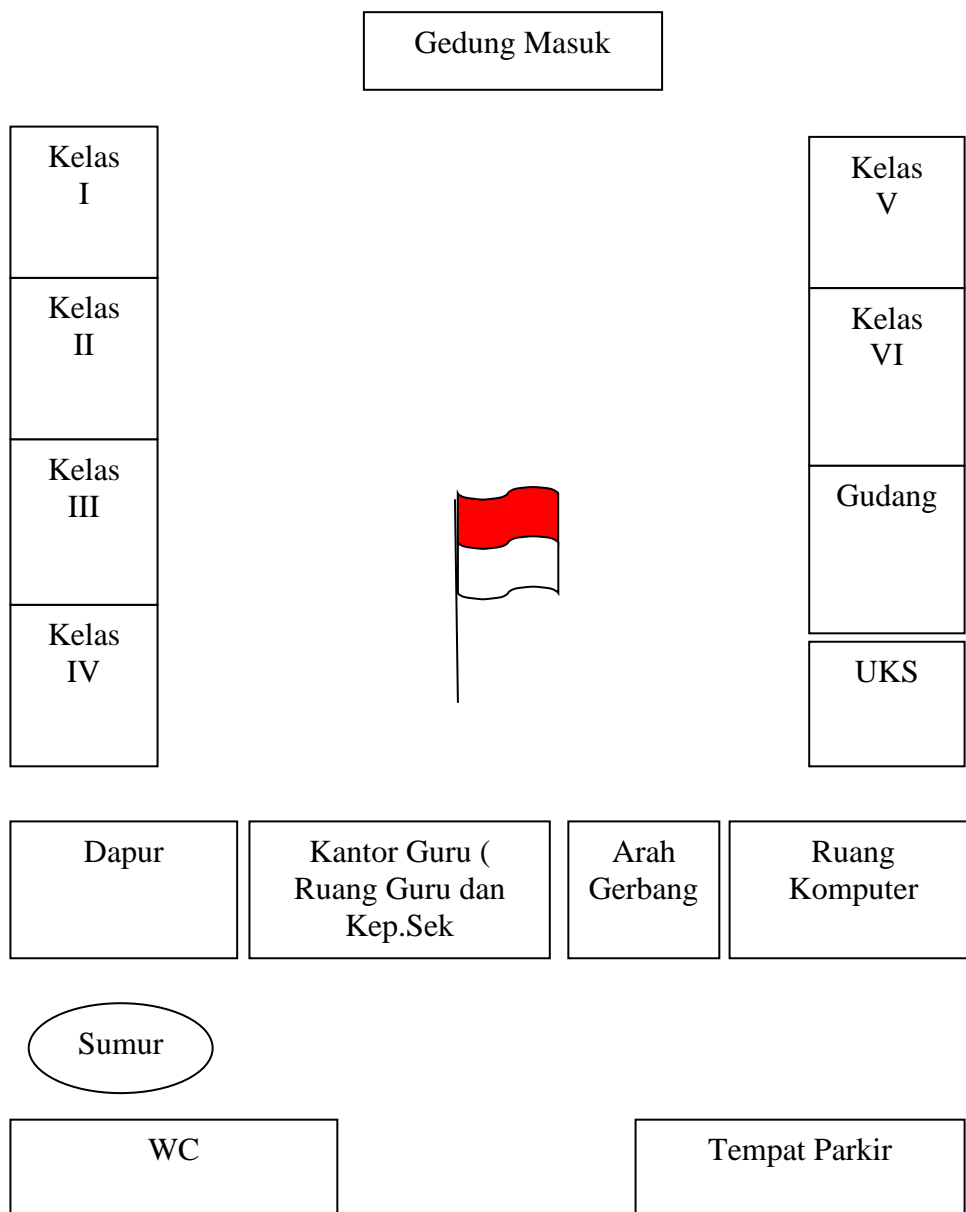 Gedung Masuk
Kelas
I
Kelas
V
Kelas
II
Kelas
VI
Kelas
III
Gudang
Kelas
IV
UKS
Dapur
Kantor Guru (
Ruang Guru dan
Kep.Sek
Arah
Gerbang
Ruang
Komputer
Sumur
WC
Tempat Parkir